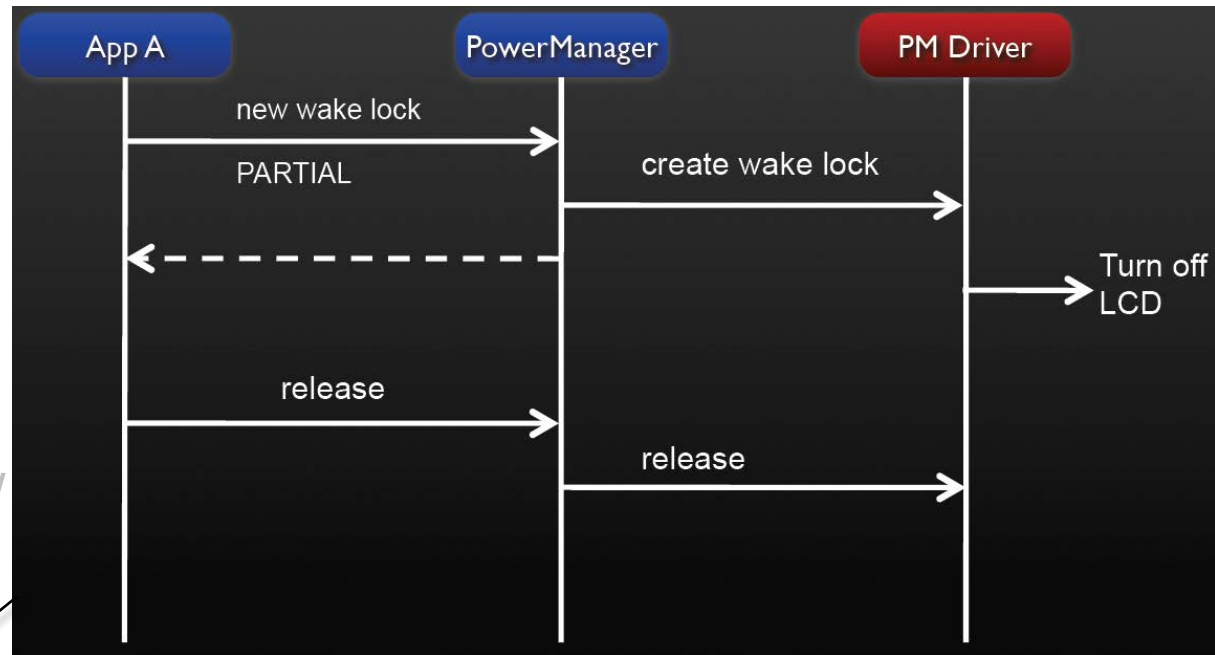 App A
PowerManager
PM Driver
new wake lock
PARTIAL
create wake lock
Turn off
LCD
release
release